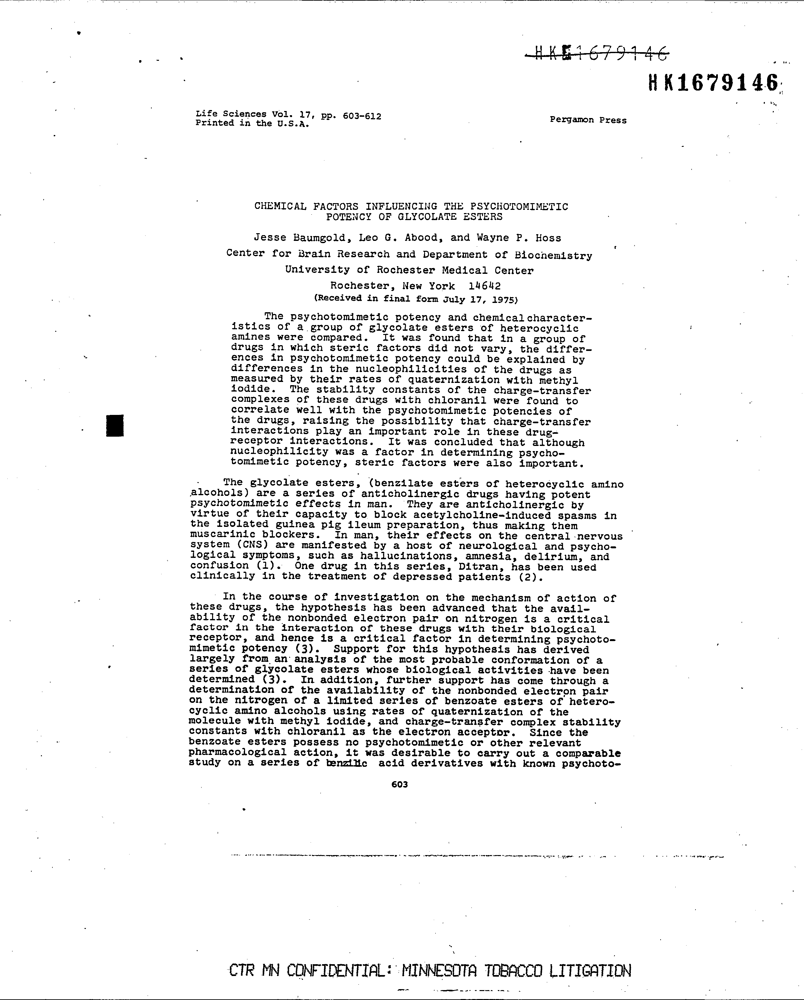 HK1679146
HK1679146
Life Sciences Vol. 17, pp. 603-612
Printed in the U.S.A.
Pergamon Press
CHEMICAL FACTORS INFLUENCING THE PSYCHOTOMIMETIC
POTENCY OF GLYCOLATE ESTERS
Jesse Baumgold, Leo G. Abood, and Wayne P. Hoss
Center for Brain Research and Department of Biochemistry
University of Rochester Medical Center
Rochester, New York 14642
(Received in final form July 17, 1975)
The psychotomimetic potency and chemical character-
istics of a group of glycolate esters of heterocyclic
amines were compared. It was found that in a group of
drugs in which steric factors did not vary, the differ-
ences in psychotomimetic potency could be explained by
differences in the nucleophilicities of the drugs as
measured by their rates of quaternization with methyl
iodide. The stability constants of the charge-transfer
complexes of these drugs with chloranil were found to
correlate well with the psychotomimetic potencies of
the drugs, raising the possibility that charge-transfer
interactions play an important role in these drug-
receptor interactions. It was concluded that although
nucleophilicity was a factor in determining psycho-
tomimetic potency, steric factors were also important.
The glycolate esters, (benzilate esters of heterocyclic amino
alcohols) are a series of anticholinergic drugs having potent
psychotomimetic effects in man. They are anticholinergic by
virtue of their capacity to block acetylcholine-induced spasms in
the isolated guinea pig ileum preparation, thus making them
muscarinic blockers. In man, their effects on the central nervous
system (CNS) are manifested by a host of neurological and psycho-
logical symptoms, such as hallucinations, amnesia, delirium, and
confusion (1). One drug in this series, Ditran, has been used
clinically in the treatment of depressed patients (2).
In the course of investigation on the mechanism of action of
these drugs, the hypothesis has been advanced that the avail-
ability of the nonbonded electron pair on nitrogen is a critical
factor in the interaction of these drugs with their biological
receptor, and hence is a critical factor in determining psychoto-
mimetic potency (3). Support for this hypothesis has derived
largely from an analysis of the most probable conformation of a
series of glycolate esters whose biological activities have been
determined (3). In addition, further support has come through a
determination of the availability of the nonbonded electron pair
on the nitrogen of a limited series of benzoate esters of hetero-
cyclic amino alcohols using rates of quaternization of the
molecule with methyl iodide, and charge-transfer complex stability
constants with chloranil as the electron acceptor. Since the
benzoate esters possess no psychotomimetic or other relevant
pharmacological action, it was desirable to carry out a comparable
study on a series of benzilic acid derivatives with known psychoto-
603
CTR MN CONFIDENTIAL: MINNESOTA TOBACCO LITIGATION